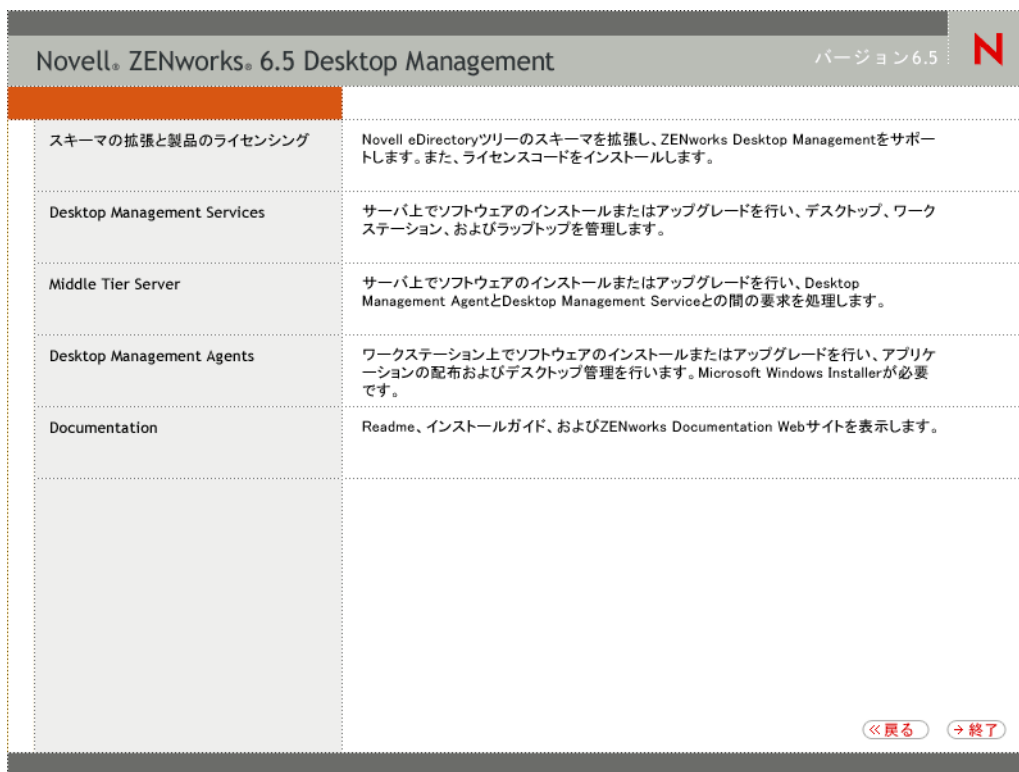 Novell® ZENworks® 6.5 Desktop Management
バージョン6.5
N
スキーマの拡張と製品のライセンシング
Novell eDirectoryツリーのスキーマを拡張し、ZENworks Desktop Managementをサポー
トします。また、ライセンスコードをインストールします。
Desktop Management Services
サーバ上でソフトウェアのインストールまたはアップグレードを行い、デスクトップ、ワーク
ステーション、およびラップトップを管理します。
Middle Tier Server
サーバ上でソフトウェアのインストールまたはアップグレードを行い、Desktop
Management AgentとDesktop Management Serviceとの間の要求を処理します。
Desktop Management Agents
ワークステーション上でソフトウェアのインストールまたはアップグレードを行い、アプリケ
ーションの配布およびデスクトップ管理を行います。Microsoft Windows Installerが必要
です。
Documentation
Readme、インストールガイド、およびZENworks Documentation Webサイトを表示します。
≪戻る
→終了